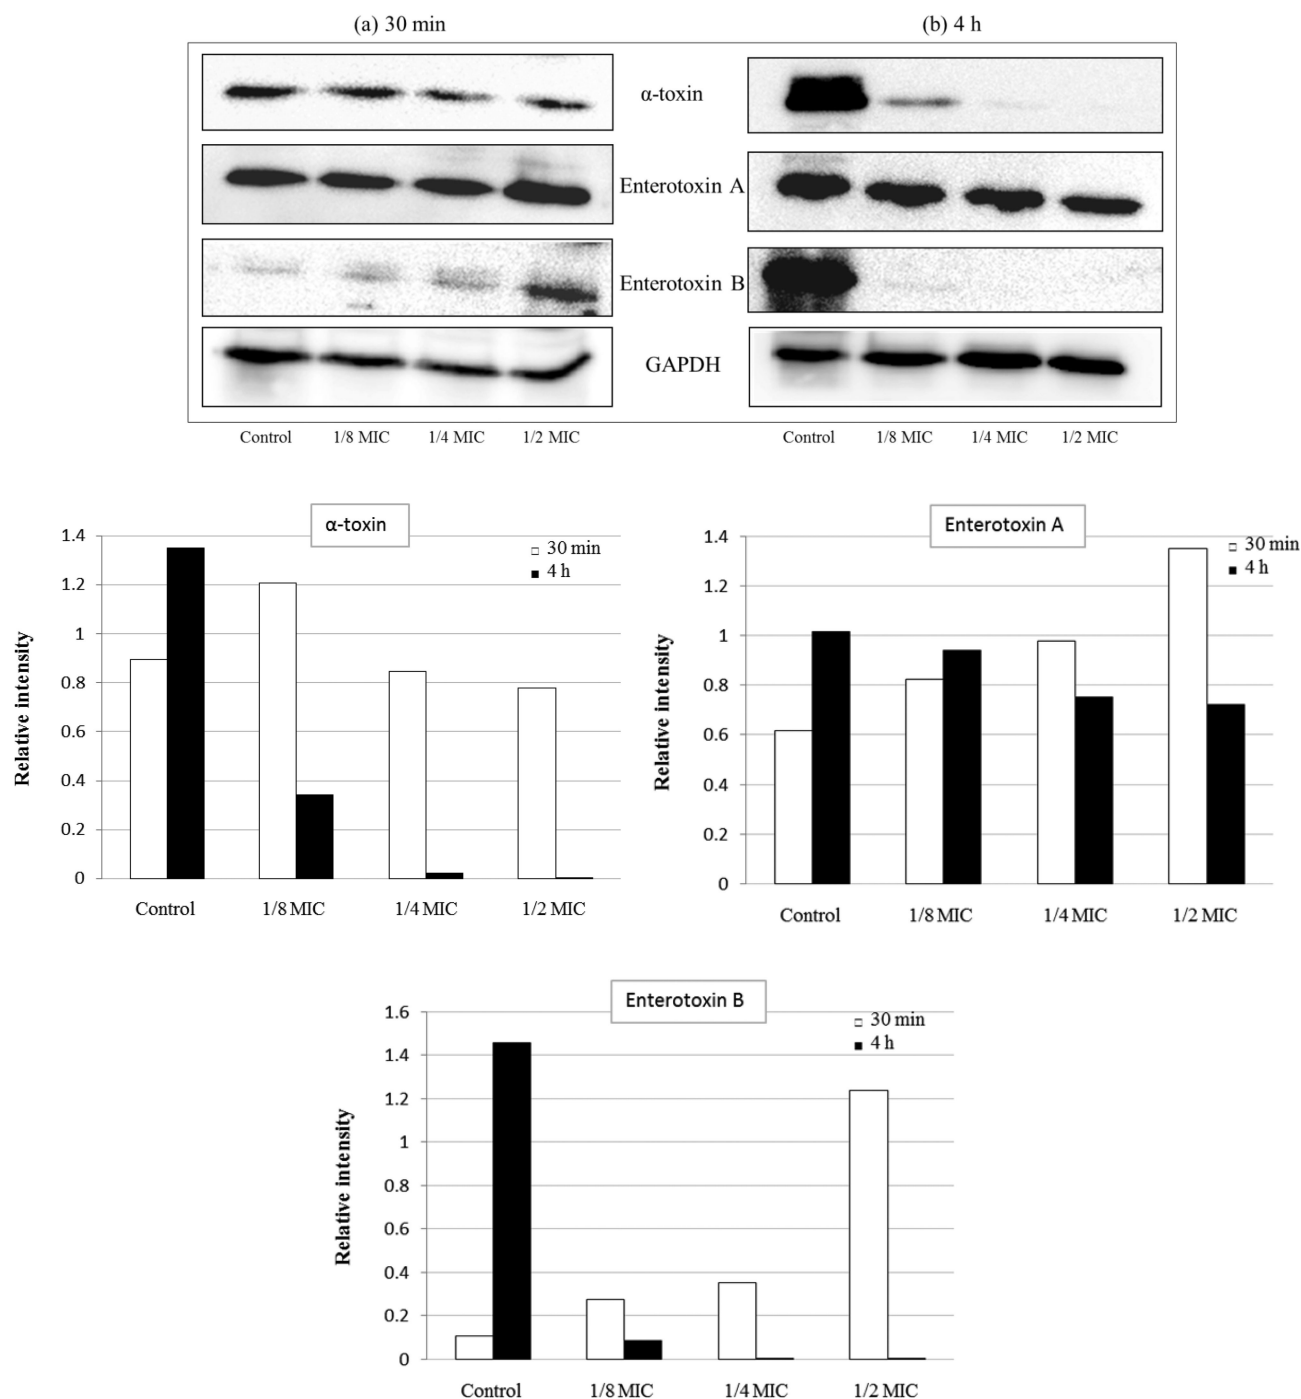 (a) 30 min (b) 4 h
α-toxin
Enterotoxin A
Enterotoxin B
GAPDH
Control 1/8 MIC 1/4 MIC 1/2 MIC Control 1/8 MIC 1/4 MIC 1/2 MIC
α-toxin
30 min
4 h
Relative intensity
1.4
1.2
1
0.8
0.6
0.4
0.2
0
Control 1/8 MIC 1/4 MIC 1/2 MIC
Enterotoxin A
30 min
4 h
Relative intensity
1.4
1.2
1
0.8
0.6
0.4
0.2
0
Control 1/8 MIC 1/4 MIC 1/2 MIC
Enterotoxin B
30 min
4 h
Relative intensity
1.6
1.4
1.2
1
0.8
0.6
0.4
0.2
0
Control 1/8 MIC 1/4 MIC 1/2 MIC